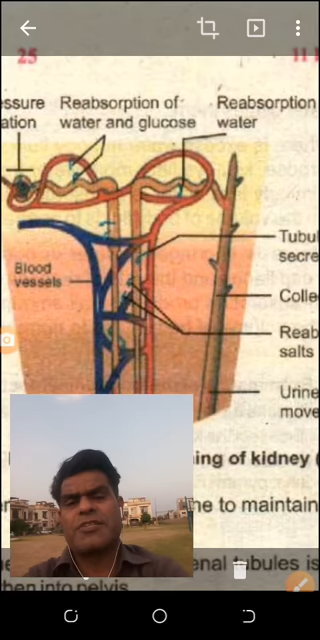 25
essure
ation
Reabsorption of
water and glucose
Reabsorption
water
Tubul
secre
Blood
vessels
Colle
Reab
salts
Urine
move
ning of kidney (
ne to maintain
enal tubules is
then into pelvis